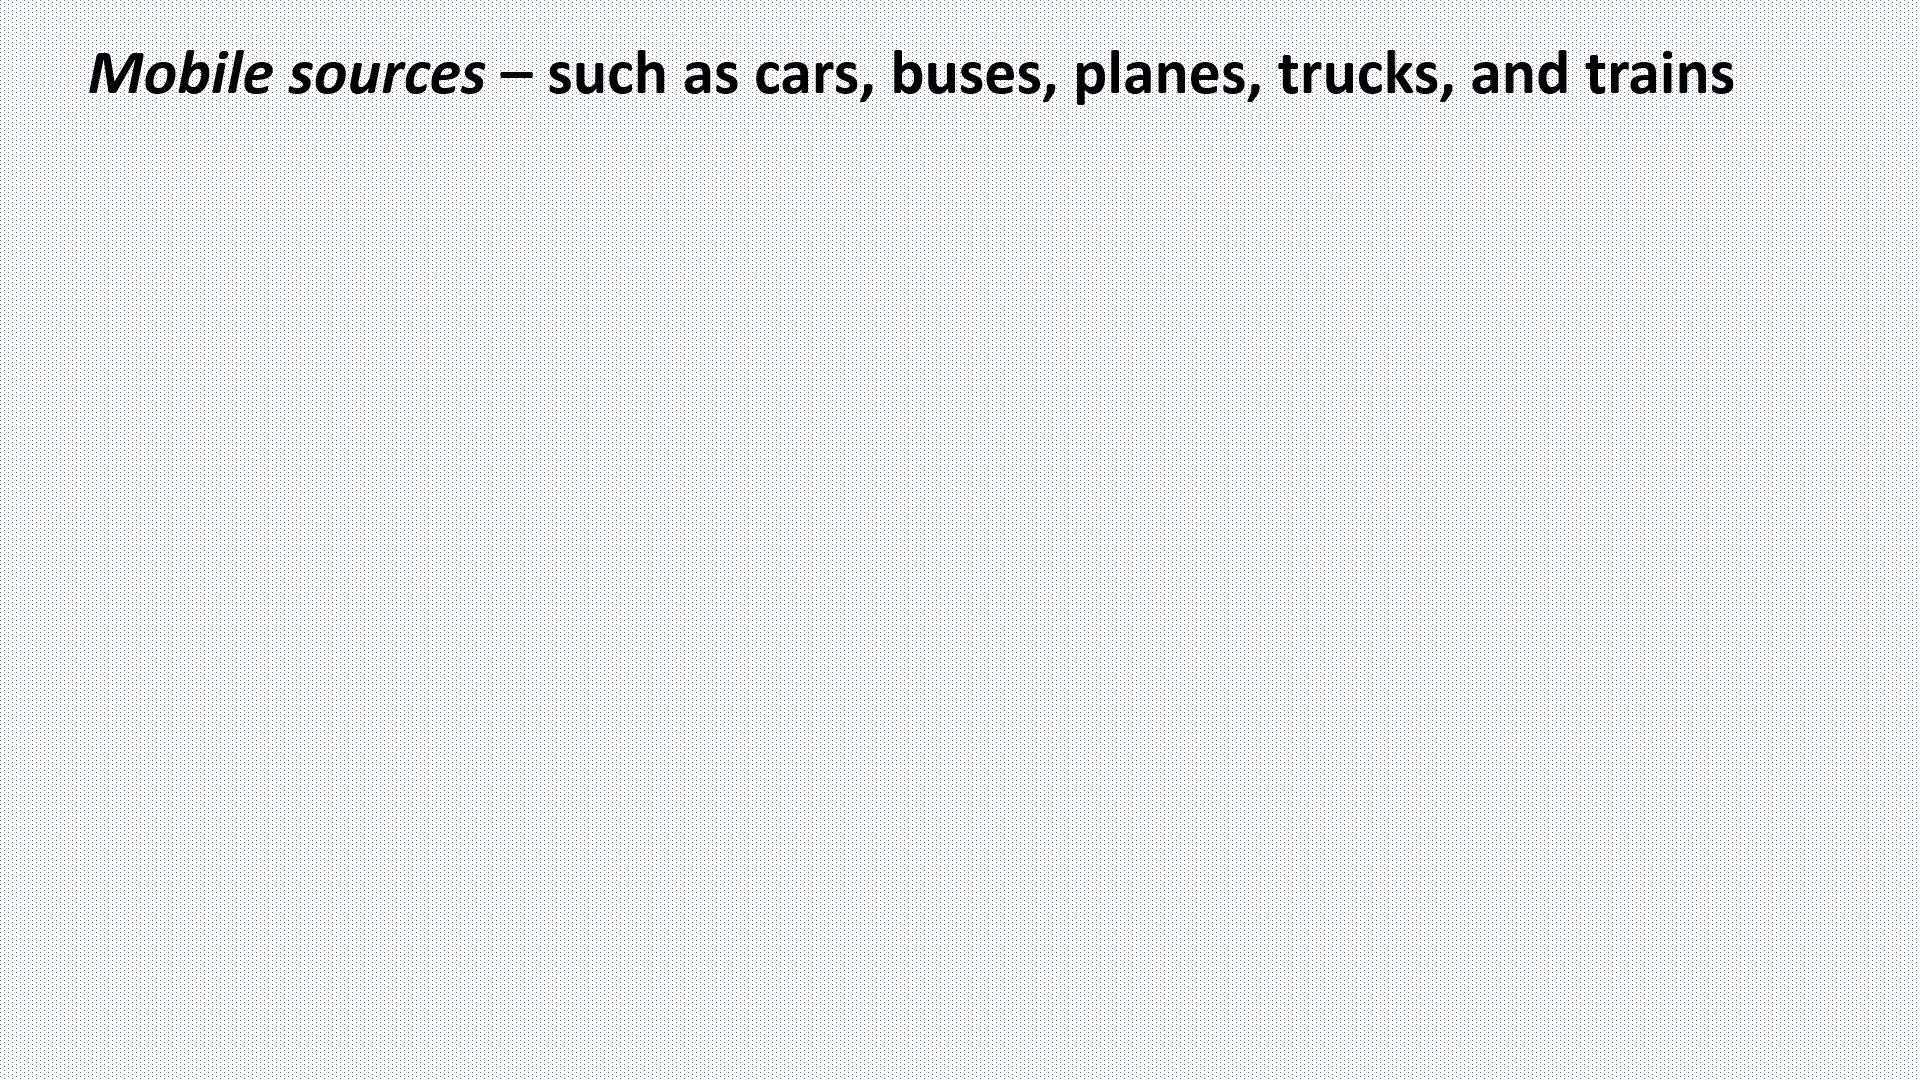 Mobile sources – such as cars, buses, planes, trucks, and trains